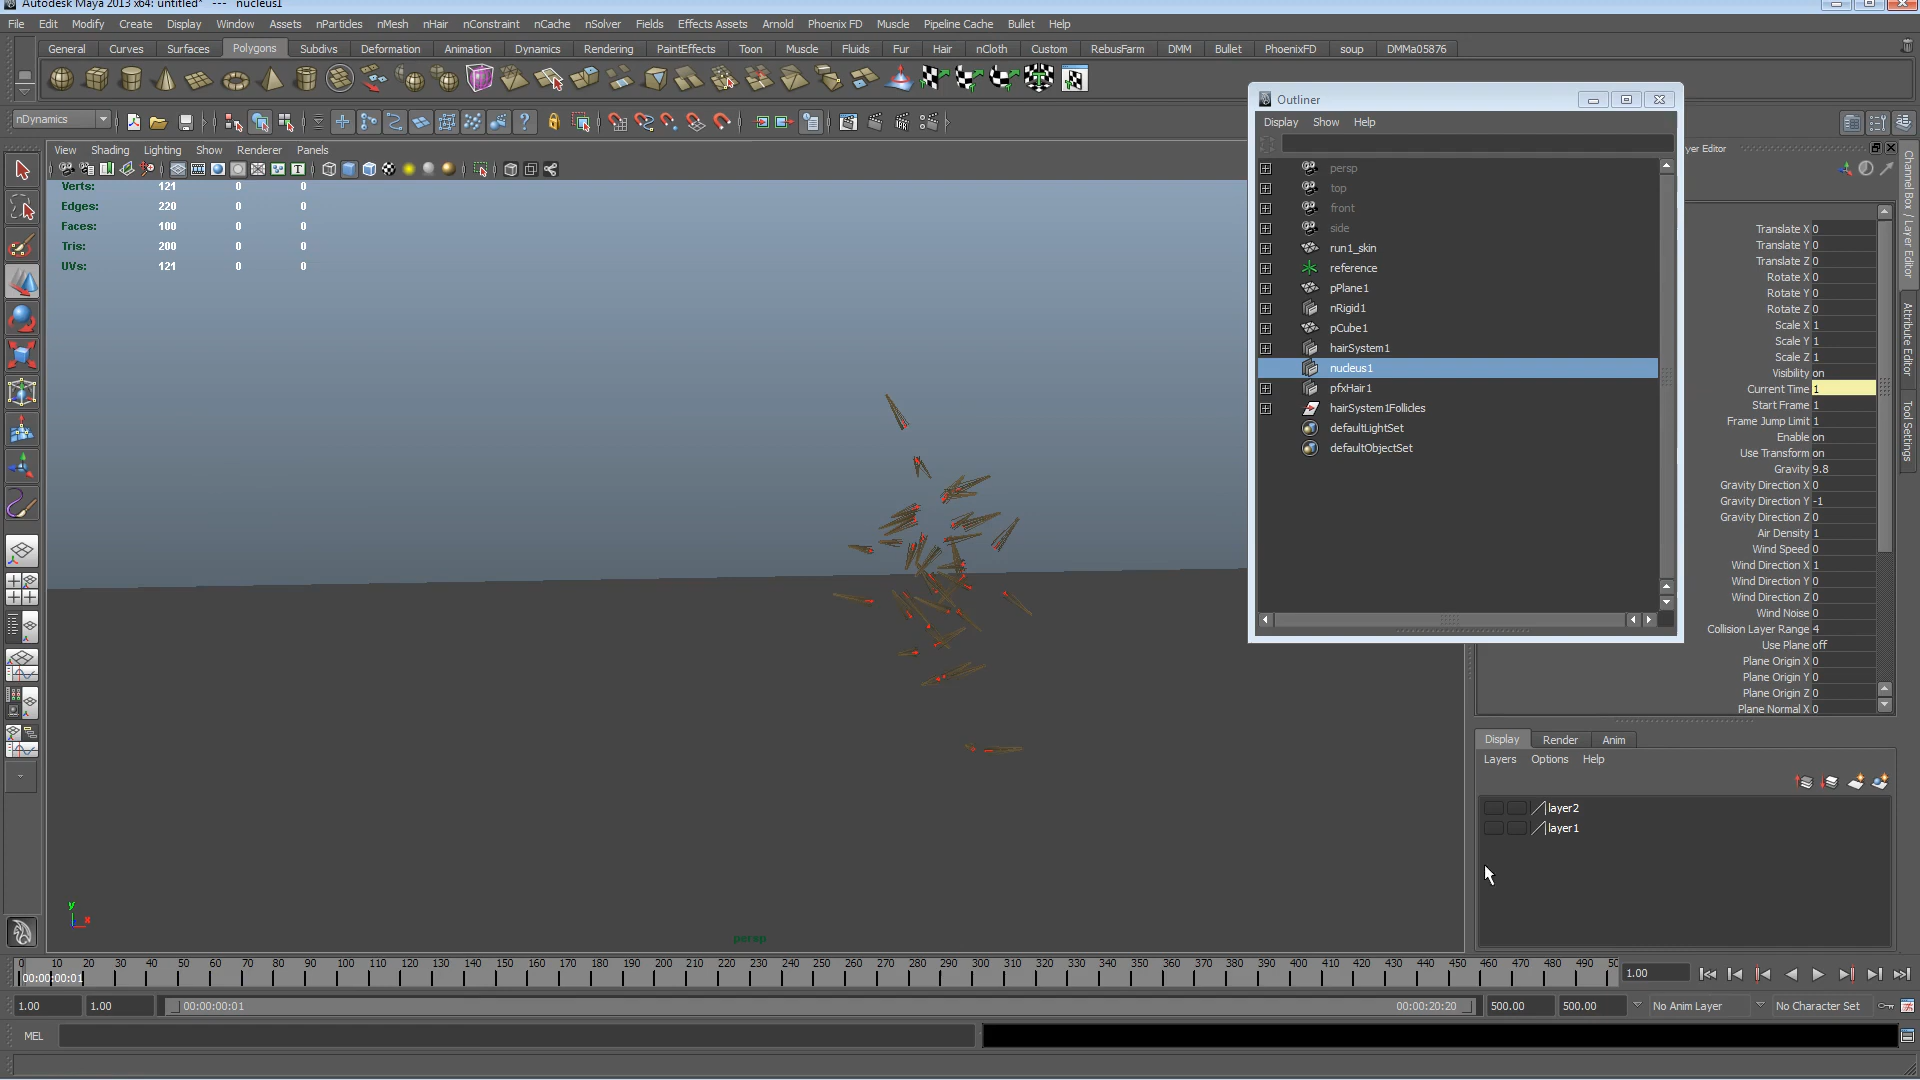 Autodesk Maya 2013 x64: untitled* --- nucleus1
File Edit Modify Create Display Window Assets nParticles nMesh nHair nConstraint nCache nSolver Fields Effects Assets Arnold Phoenix FD Muscle Pipeline Cache Bullet Help
General Curves Surfaces Polygons Subdivs Deformation Animation Dynamics Rendering PaintEffects Toon Muscle Fluids Fur Hair nCloth Custom RebusFarm DMM Bullet PhoenixFD soup DMMa05876
nDynamics
View Shading Lighting Show Renderer Panels
Verts: 121 0 0
Edges: 220 0 0
Faces: 100 0 0
Tris: 200 0 0
UVs: 121 0 0
y
x
persp
Outliner
Display Show Help
persp
top
front
side
run1_skin
reference
pPlane1
nRigid1
pCube1
hairSystem1
nucleus1
pfxHair1
hairSystem1Follicles
defaultLightSet
defaultObjectSet
yer Editor
Translate X 0
Translate Y 0
Translate Z 0
Rotate X 0
Rotate Y 0
Rotate Z 0
Scale X 1
Scale Y 1
Scale Z 1
Visibility on
Current Time 1
Start Frame 1
Frame Jump Limit 1
Enable on
Use Transform on
Gravity 9.8
Gravity Direction X 0
Gravity Direction Y -1
Gravity Direction Z 0
Air Density 1
Wind Speed 0
Wind Direction X 1
Wind Direction Y 0
Wind Direction Z 0
Wind Noise 0
Collision Layer Range 4
Use Plane off
Plane Origin X 0
Plane Origin Y 0
Plane Origin Z 0
Plane Normal X 0
Channel Box / Layer Editor
Attribute Editor
Tool Settings
Display Render Anim
Layers Options Help
layer2
layer1
0 10 20 30 40 50 60 70 80 90 100 110 120 130 140 150 160 170 180 190 200 210 220 230 240 250 260 270 280 290 300 310 320 330 340 350 360 370 380 390 400 410 420 430 440 450 460 470 480 490 50
00:00:00:01
1.00
1.00 1.00 00:00:00:01 00:00:20:20 500.00 500.00 No Anim Layer No Character Set
MEL